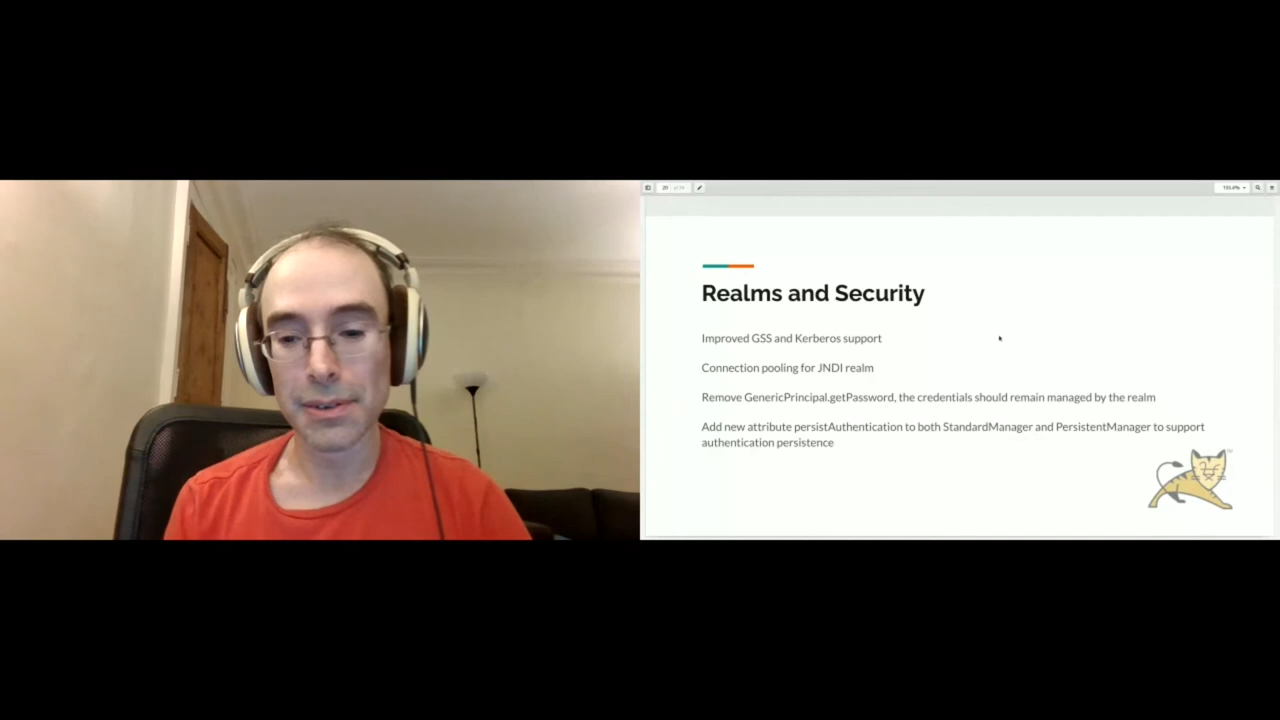 20
Realms and Security
Improved GSS and Kerberos support
Connection pooling for JNDI realm
Remove GenericPrincipal.getPassword, the credentials should remain managed by the realm
Add new attribute persistAuthentication to both StandardManager and PersistentManager to support
authentication persistence